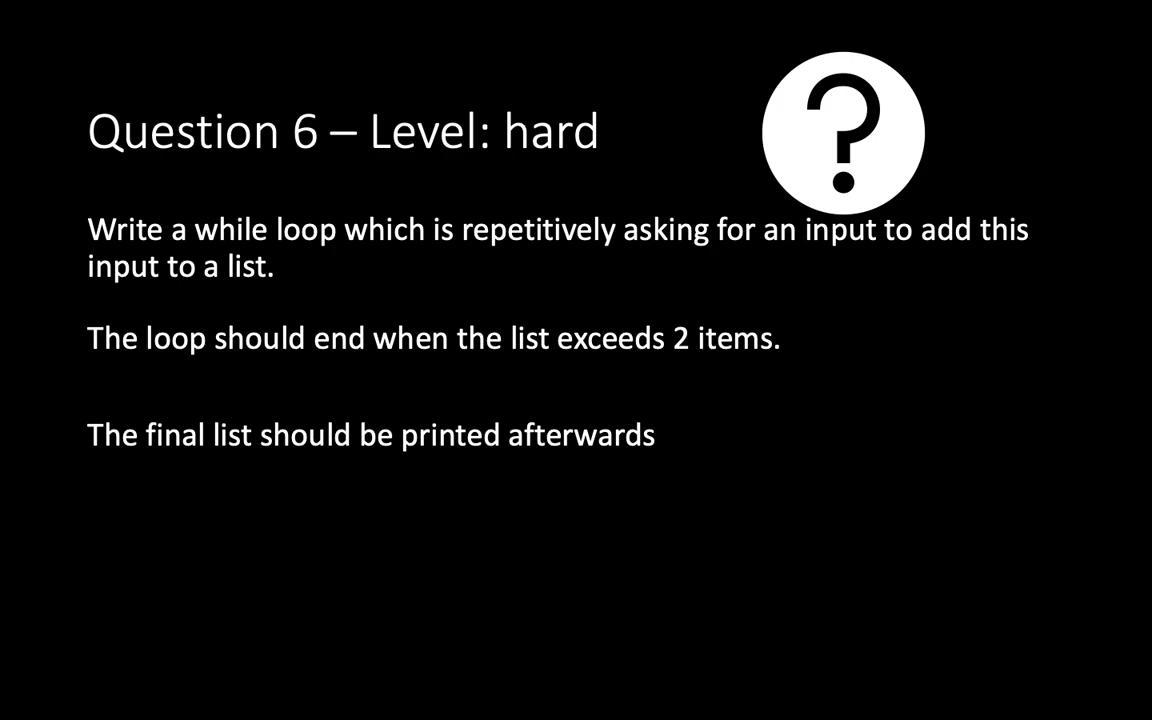 Question 6 – Level: hard
Write a while loop which is repetitively asking for an input to add this
input to a list.
The loop should end when the list exceeds 2 items.
The final list should be printed afterwards